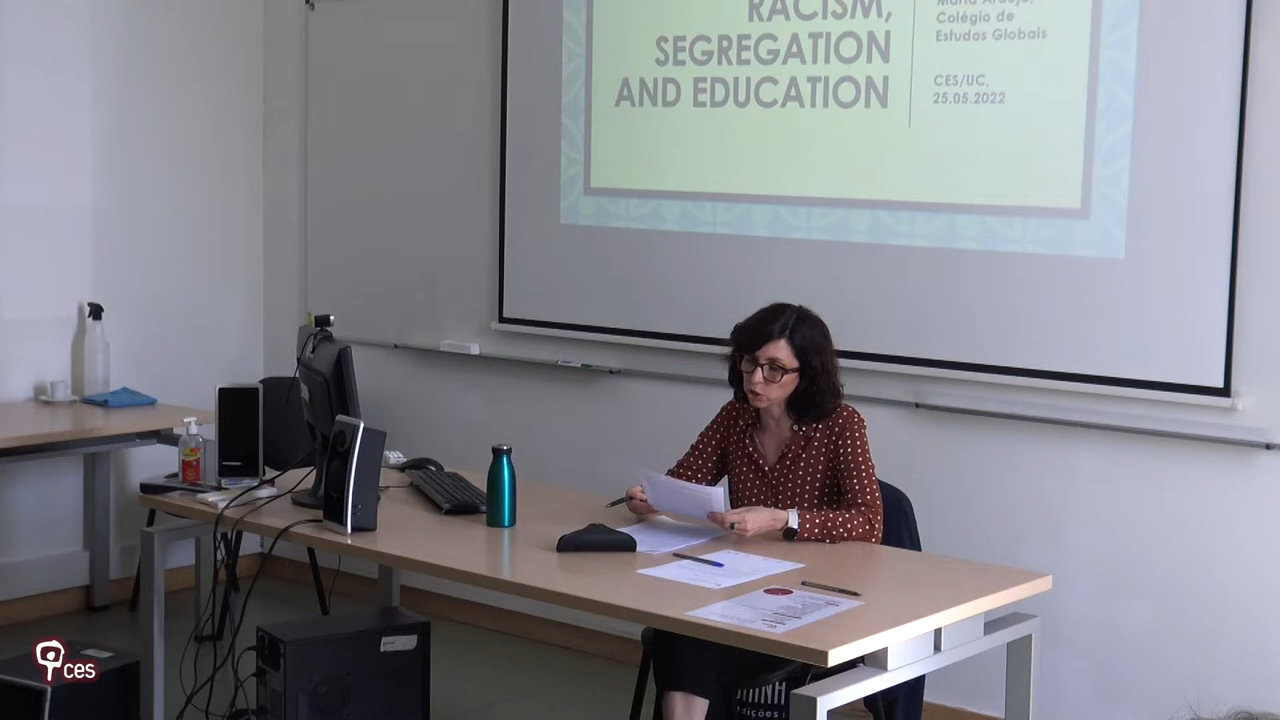 RACISM,
SEGREGATION
AND EDUCATION
Colégio de
Estudos Globais
CES/UC,
25.05.2022
ces